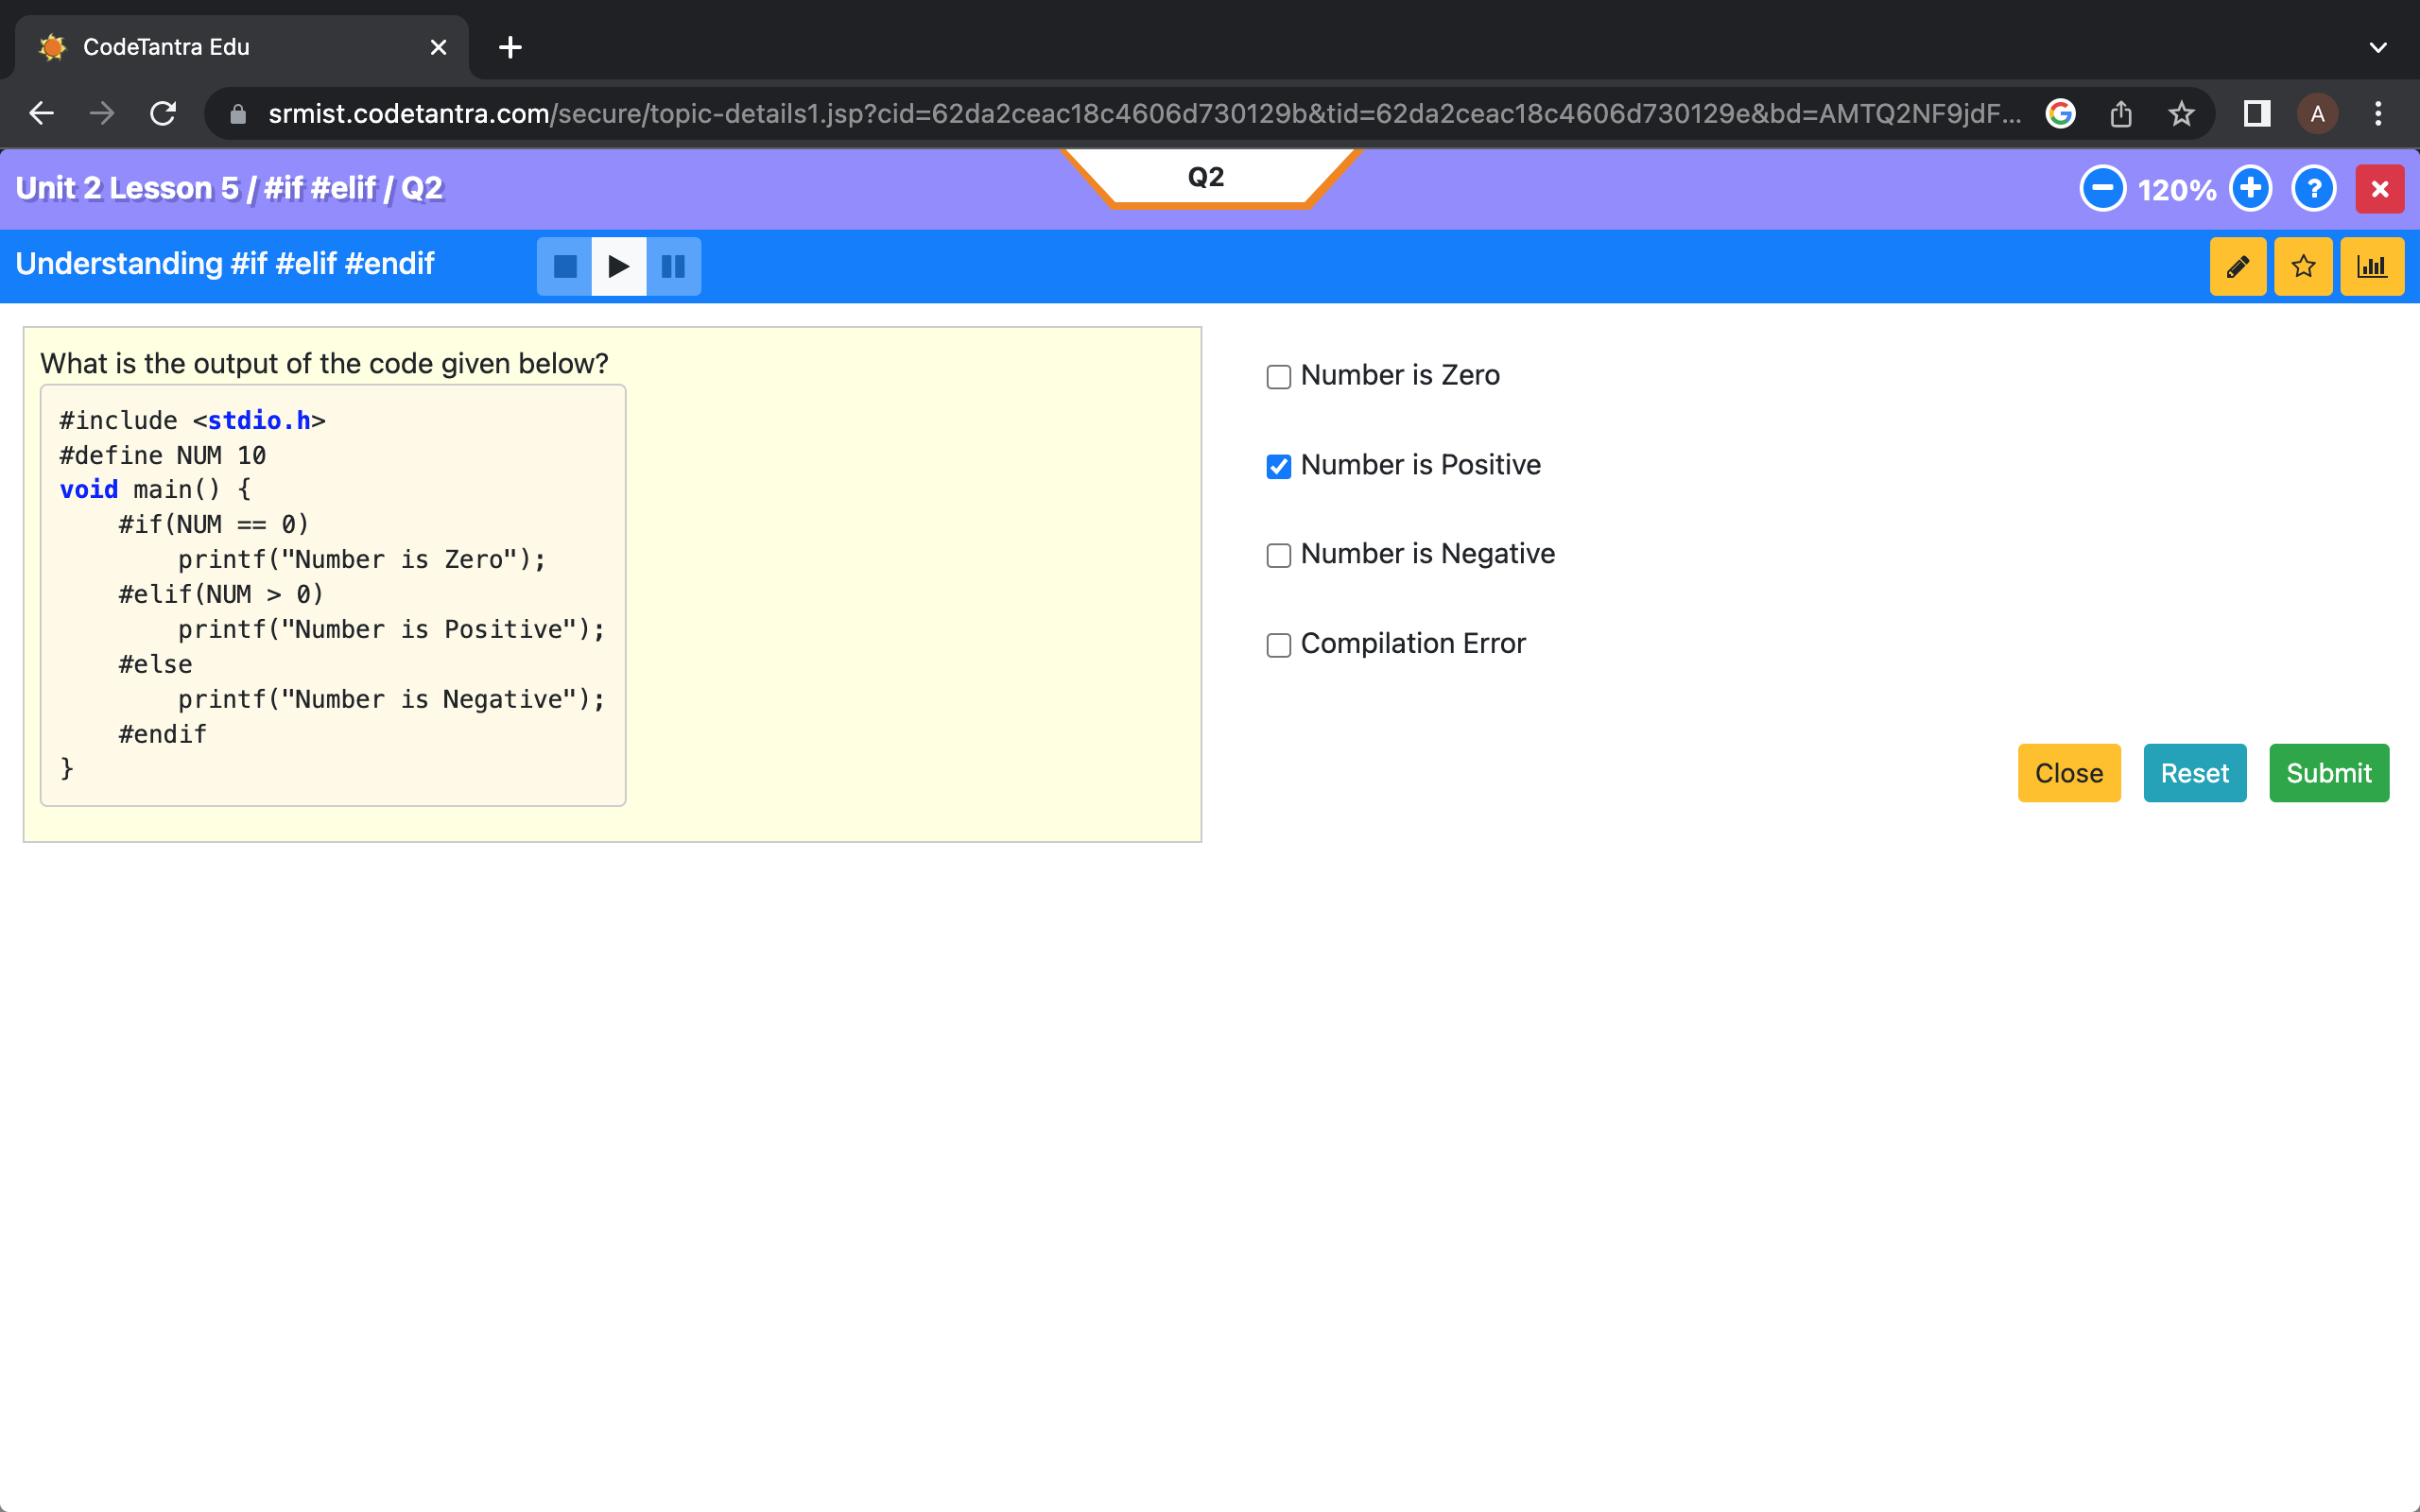 CodeTantra Edu
srmist.codetantra.com/secure/topic-details1.jsp?cid=62da2ceac18c4606d730129b&tid=62da2ceac18c4606d730129e&bd=AMTQ2NF9jdF...
A
Unit 2 Lesson 5 / #if #elif / Q2
Q2
120%
?
Understanding #if #elif #endif
What is the output of the code given below?
#include <stdio.h>
#define NUM 10
void main() {
    #if(NUM == 0)
        printf("Number is Zero");
    #elif(NUM > 0)
        printf("Number is Positive");
    #else
        printf("Number is Negative");
    #endif
}
Number is Zero
Number is Positive
Number is Negative
Compilation Error
Close
Reset
Submit